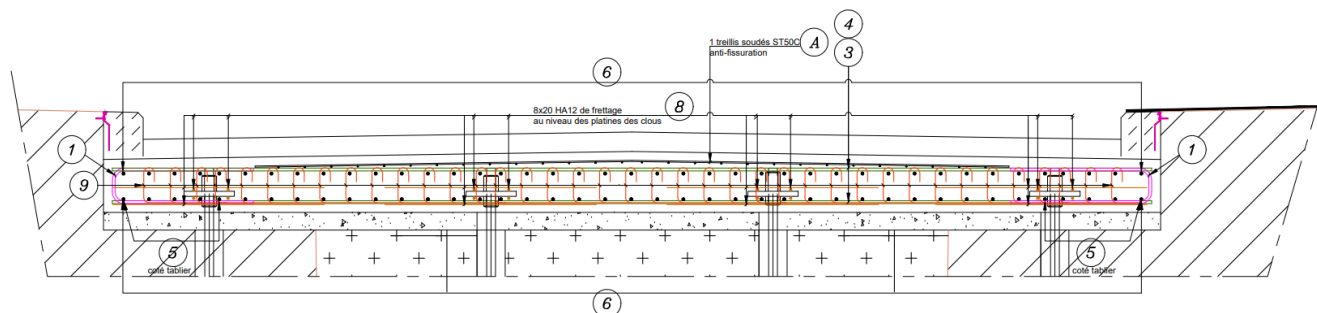 4
1 treillis soudés ST50C
A
anti-fissuration
3
6
8x20 HA12 de frettage
8
au niveau des platines des clous
1
1
9
5
coté tablier
5
coté tablier
6